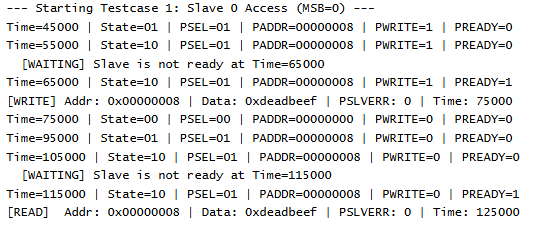 --- Starting Testcase 1: Slave 0 Access (MSB=0) ---
Time=45000 | State=01 | PSEL=01 | PADDR=00000008 | PWRITE=1 | PREADY=0
Time=55000 | State=10 | PSEL=01 | PADDR=00000008 | PWRITE=1 | PREADY=0
[WAITING] Slave is not ready at Time=65000
Time=65000 | State=10 | PSEL=01 | PADDR=00000008 | PWRITE=1 | PREADY=1
[WRITE] Addr: 0x00000008 | Data: 0xdeadbeef | PSLVERR: 0 | Time: 75000
Time=75000 | State=00 | PSEL=00 | PADDR=00000000 | PWRITE=0 | PREADY=0
Time=95000 | State=01 | PSEL=01 | PADDR=00000008 | PWRITE=0 | PREADY=0
Time=105000 | State=10 | PSEL=01 | PADDR=00000008 | PWRITE=0 | PREADY=0
[WAITING] Slave is not ready at Time=115000
Time=115000 | State=10 | PSEL=01 | PADDR=00000008 | PWRITE=0 | PREADY=1
[READ] Addr: 0x00000008 | Data: 0xdeadbeef | PSLVERR: 0 | Time: 125000